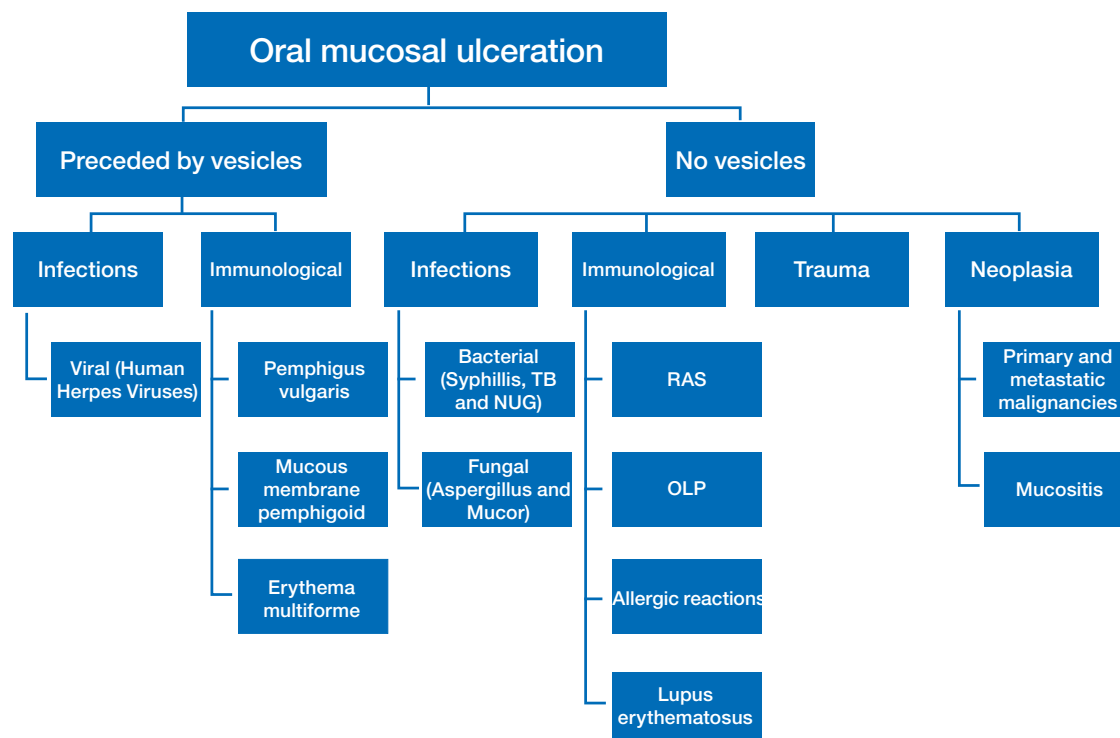 Oral mucosal ulceration
Preceded by vesicles
No vesicles
Infections
Immunological
Infections
Immunological
Trauma
Neoplasia
Viral (Human
Herpes Viruses)
Pemphigus
vulgaris
Mucous
membrane
pemphigoid
Erythema
multiforme
Bacterial
(Syphillis, TB
and NUG)
Fungal
(Aspergillus and
Mucor)
RAS
OLP
Allergic reactions
Lupus
erythematosus
Primary and
metastatic
malignancies
Mucositis